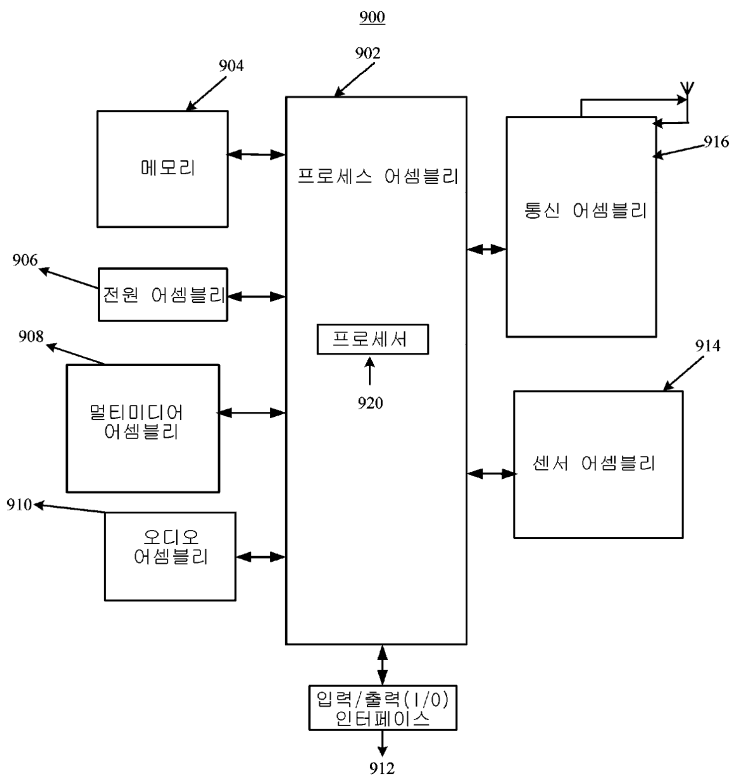 900
902
904
메모리
프로세스 어셈블리
916
통신 어셈블리
906
전원 어셈블리
908
프로세서
920
914
멀티미디어
어셈블리
센서 어셈블리
910
오디오
어셈블리
입력/출력(I/O)
인터페이스
912